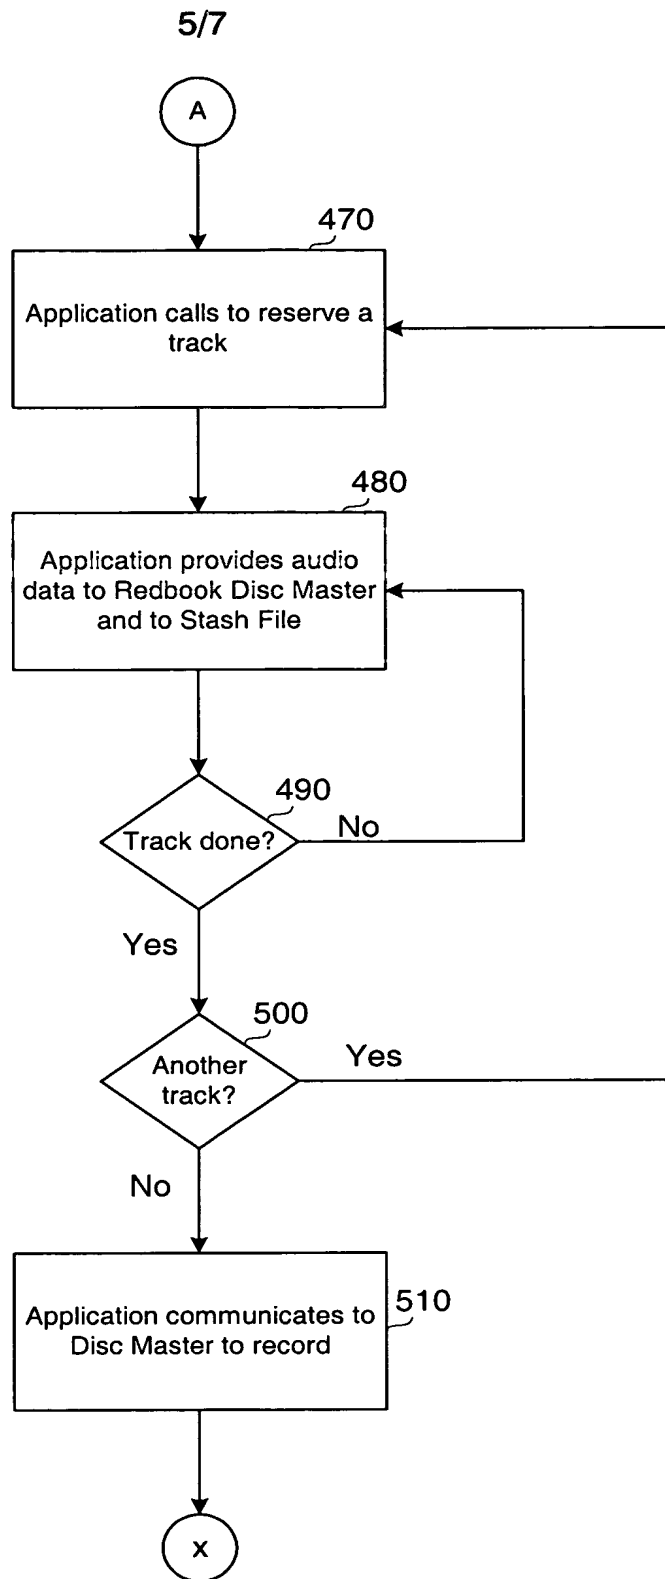 5/7
A
470
Application calls to reserve a
track
480
Application provides audio
data to Redbook Disc Master
and to Stash File
490
Track done?
No
Yes
500
Another
track?
Yes
No
510
Application communicates to
Disc Master to record
x